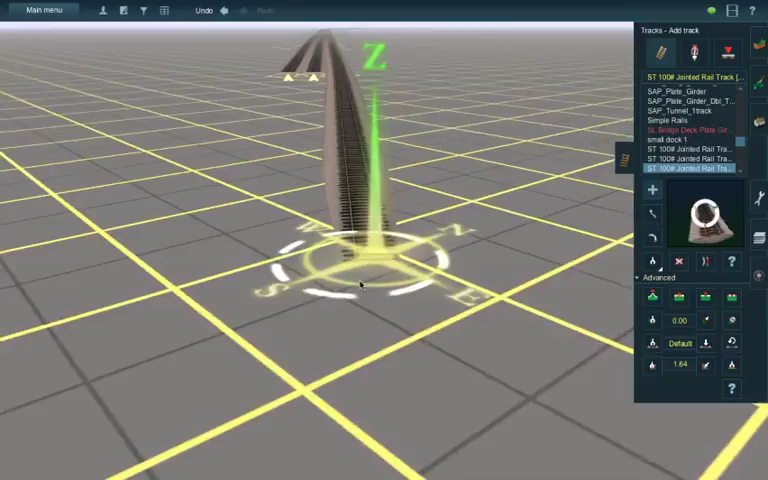 Main menu
Undo
Redo
Tracks - Add track
ST 100# Jointed Rail Track [...
SAP_Plate_Girder
SAP_Plate_Girder_Dbl_T...
SAP_Tunnel_1track
Simple Rails
SL Bridge Deck Plate Gir...
small dock 1
ST 100# Jointed Rail Tra...
ST 100# Jointed Rail Tra...
ST 100# Jointed Rail Tra...
Advanced
0.00
Default
1.64
Z
W
N
S
E